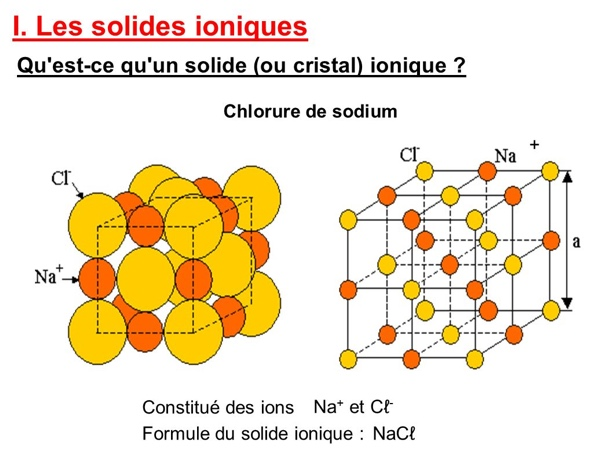 I. Les solides ioniques
Qu'est-ce qu'un solide (ou cristal) ionique ?
Chlorure de sodium
Cl⁻
Na⁺
Cl⁻
Na ⁺
a
Constitué des ions Na⁺ et Cℓ⁻
Formule du solide ionique : NaCℓ